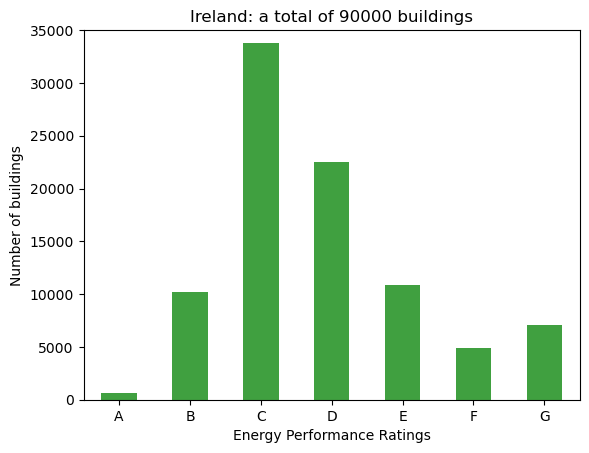 Ireland: a total of 90000 buildings
35000
30000
25000
20000
15000
10000
5000
0
Number of buildings
A B C D E F G
Energy Performance Ratings